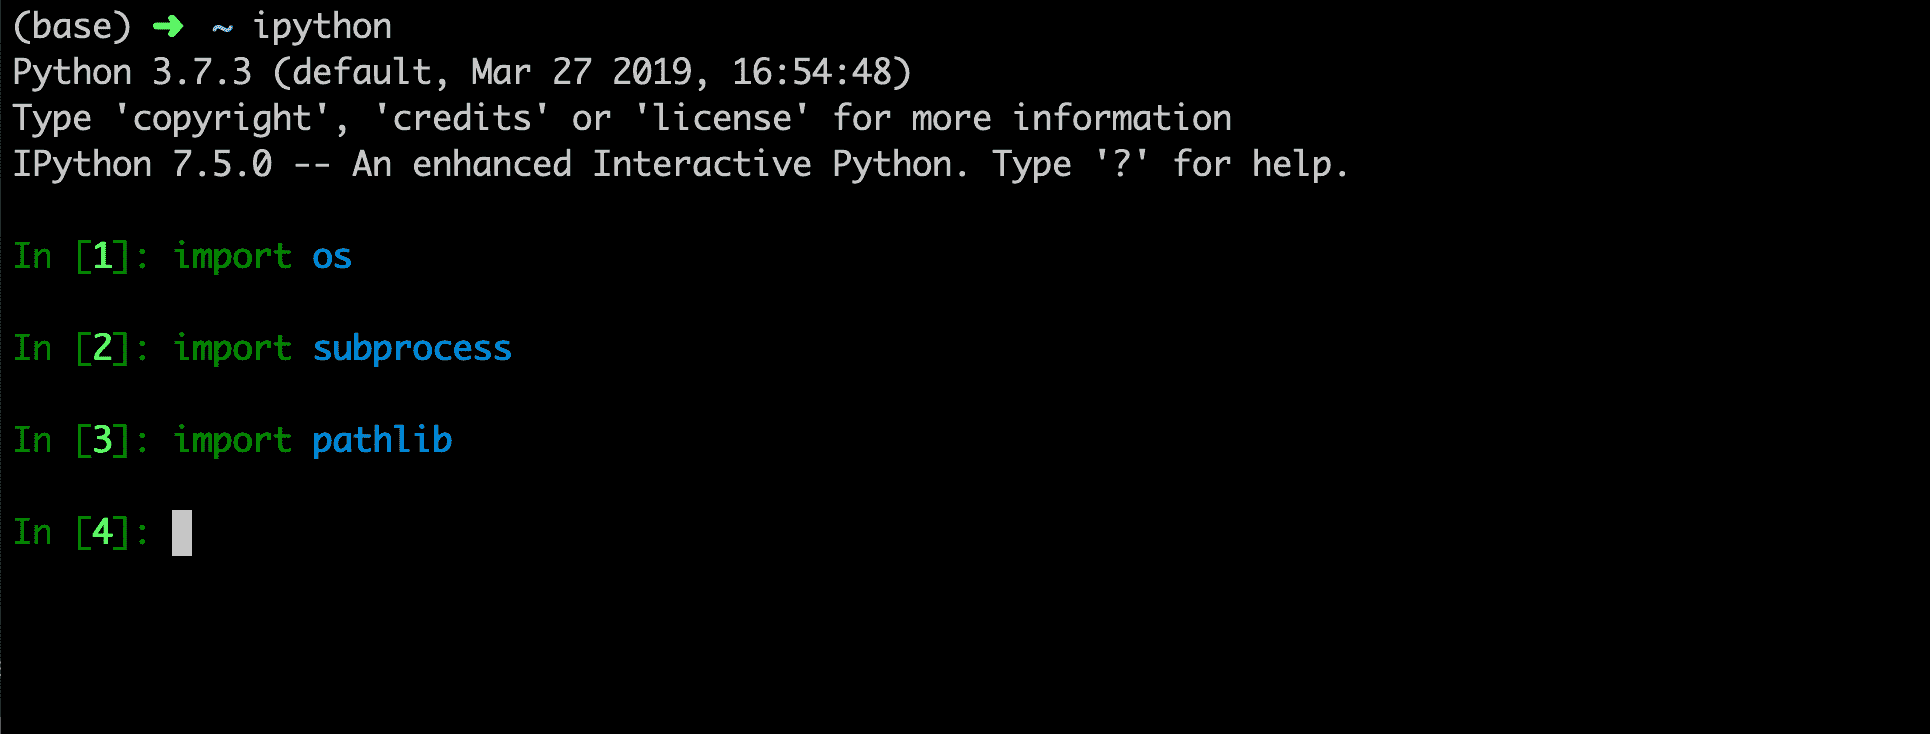 (base) ➜ ~ ipython
Python 3.7.3 (default, Mar 27 2019, 16:54:48)
Type 'copyright', 'credits' or 'license' for more information
IPython 7.5.0 -- An enhanced Interactive Python. Type '?' for help.
In [1]: import os
In [2]: import subprocess
In [3]: import pathlib
In [4]: